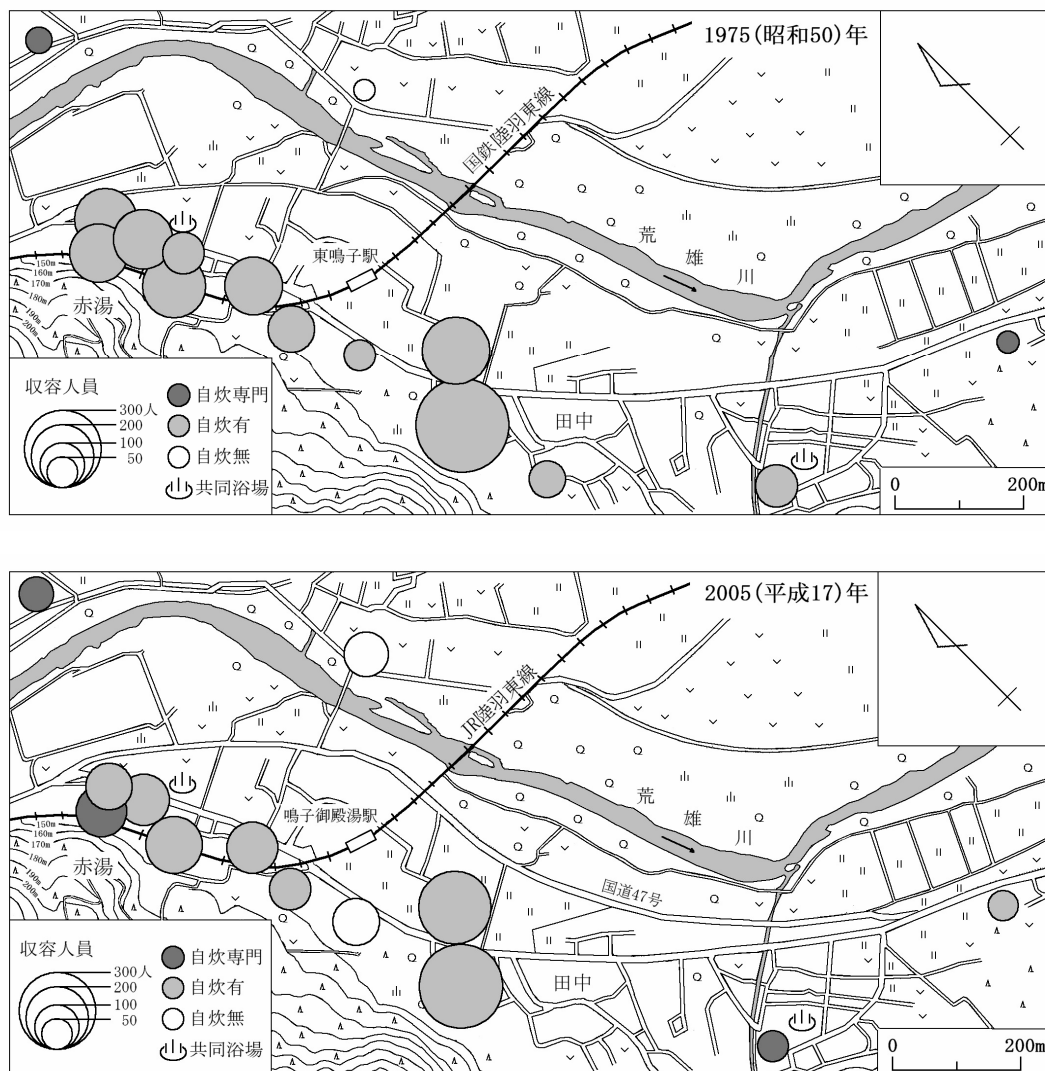 1975(昭和50)年
国鉄陸羽東線
荒雄川
東鳴子駅
150m
160m
170m
180m
190m
200m
赤湯
田中
収容人員
300人
200
100
50
自炊専門
自炊有
自炊無
共同浴場
0 200m
2005(平成17)年
JR陸羽東線
荒雄川
鳴子御殿湯駅
国道47号
150m
160m
170m
180m
190m
200m
赤湯
田中
収容人員
300人
200
100
50
自炊専門
自炊有
自炊無
共同浴場
0 200m